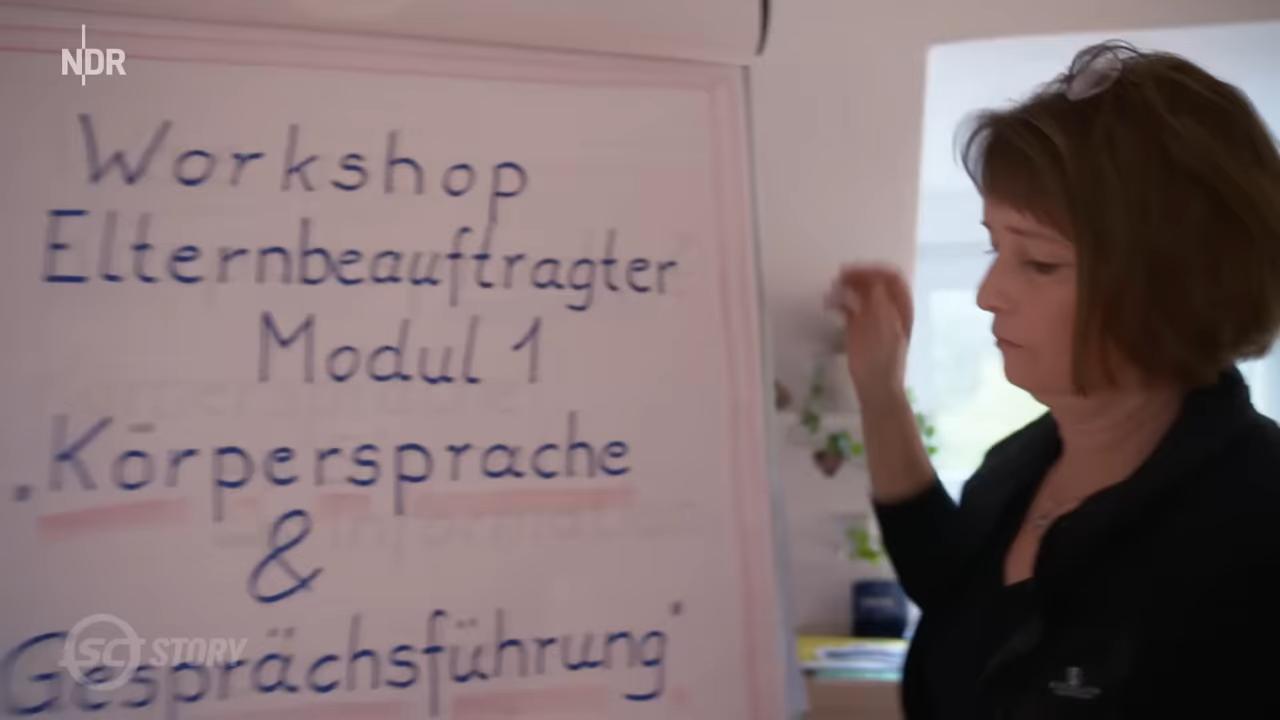 NDR
Workshop
Elternbeauftragter
Modul 1
„Körpersprache
&
Gesprächsführung"
STORY